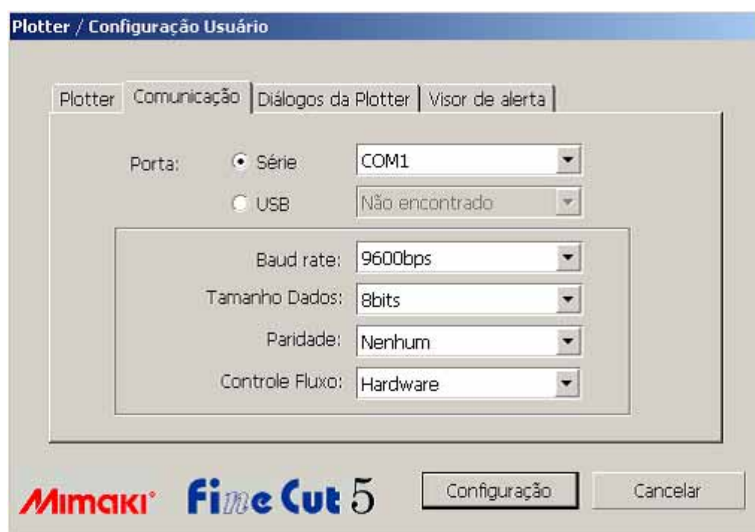 Plotter / Configuração Usuário
Plotter Comunicação Diálogos da Plotter Visor de alerta
Porta: Série COM1
USB Não encontrado
Baud rate: 9600bps
Tamanho Dados: 8bits
Paridade: Nenhum
Controle Fluxo: Hardware
Mimaki Fine Cut 5 Configuração Cancelar